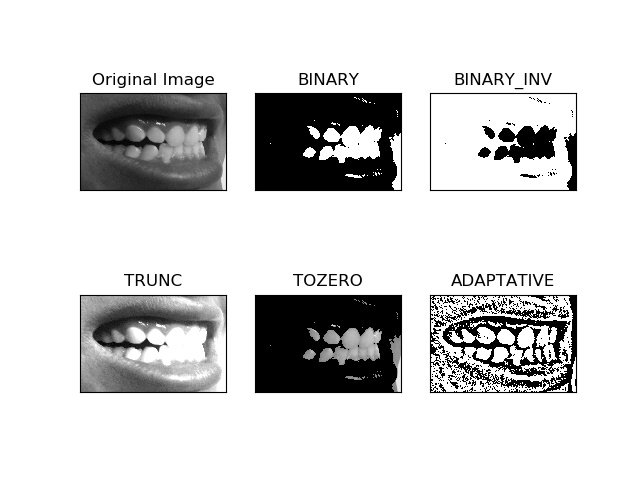 Original Image
BINARY
BINARY_INV
TRUNC
TOZERO
ADAPTATIVE